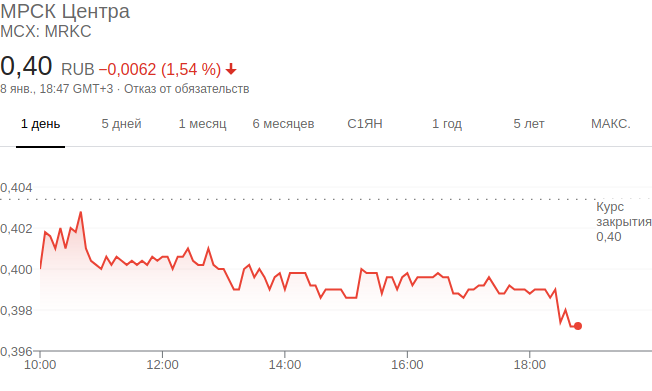 МРСК Центра
MCX: MRKC
0,40 RUB −0,0062 (1,54 %)
8 янв., 18:47 GMT+3 · Отказ от обязательств
1 день 5 дней 1 месяц 6 месяцев С1ЯН 1 год 5 лет МАКС.
0,404
Курс
закрытия
0,40
0,402
0,400
0,398
0,396
10:00 12:00 14:00 16:00 18:00